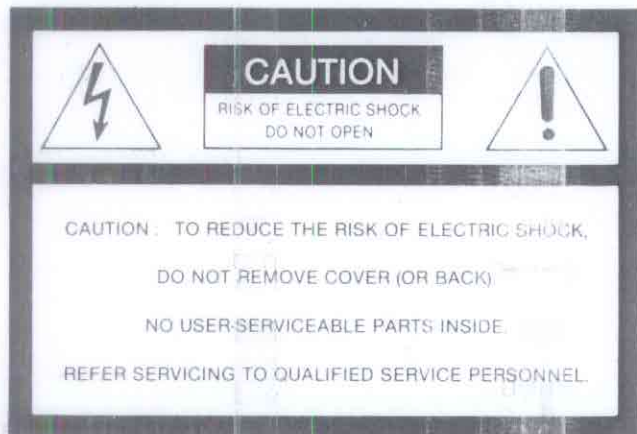 CAUTION
RISK OF ELECTRIC SHOCK
DO NOT OPEN
CAUTION : TO REDUCE THE RISK OF ELECTRIC SHOCK,
DO NOT REMOVE COVER (OR BACK)
NO USER-SERVICEABLE PARTS INSIDE.
REFER SERVICING TO QUALIFIED SERVICE PERSONNEL.